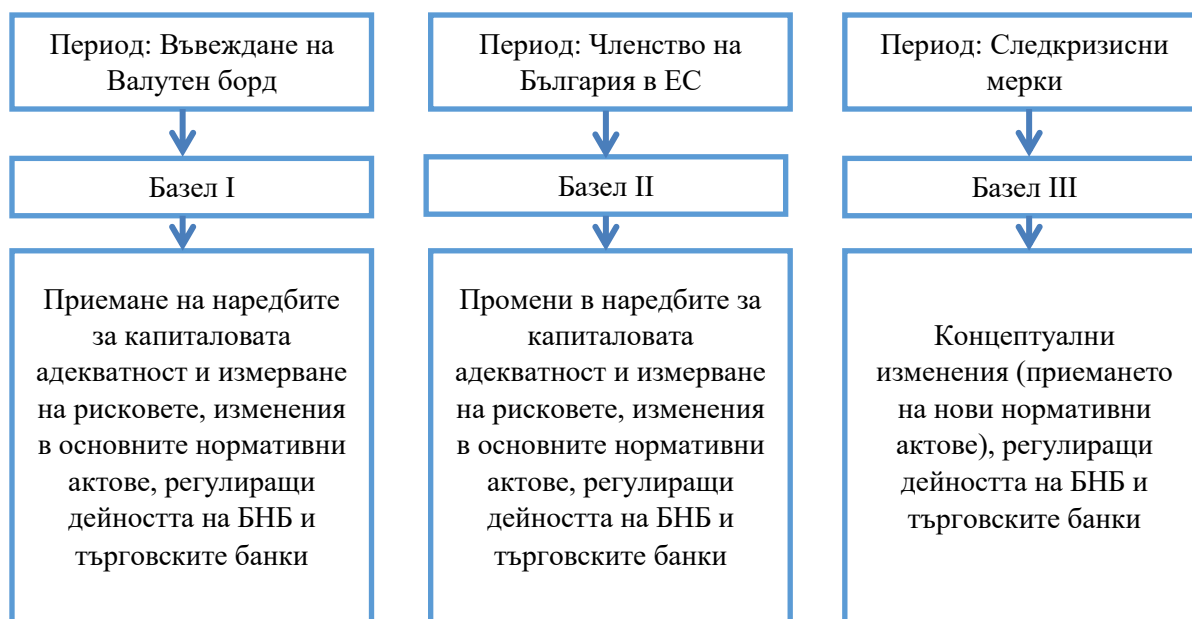 Период: Въвеждане на
Валутен борд
Базел I
Приемане на наредбите
за капиталовата
адекватност и измерване
на рисковете, изменения
в основните нормативни
актове, регулиращи
дейността на БНБ и
търговските банки
Период: Членство на
България в ЕС
Базел II
Промени в наредбите за
капиталовата
адекватност и измерване
на рисковете, изменения
в основните нормативни
актове, регулиращи
дейността на БНБ и
търговските банки
Период: Следкризисни
мерки
Базел III
Концептуални
изменения (приемането
на нови нормативни
актове), регулиращи
дейността на БНБ и
търговските банки